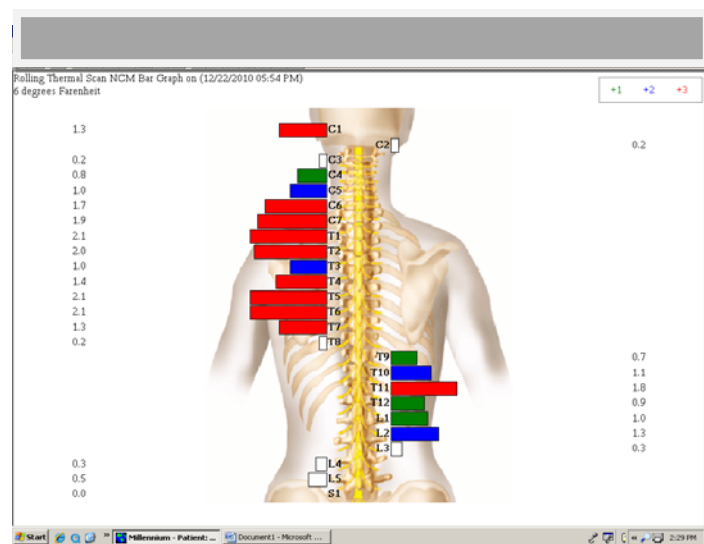 Rolling Thermal Scan NCM Bar Graph on (12/22/2010 05:54 PM)
6 degrees Farenheit
+1 +2 +3
1.3 C1
C2 0.2
0.2 C3
0.8 C4
1.0 C5
1.7 C6
1.9 C7
2.1 T1
2.0 T2
1.0 T3
1.4 T4
2.1 T5
2.1 T6
1.3 T7
0.2 T8
T9 0.7
T10 1.1
T11 1.8
T12 0.9
L1 1.0
L2 1.3
L3 0.3
0.3 L4
0.5 L5
0.0 S1
Start » Millennium - Patient: ... Document1 - Microsoft ... « 2:29 PM